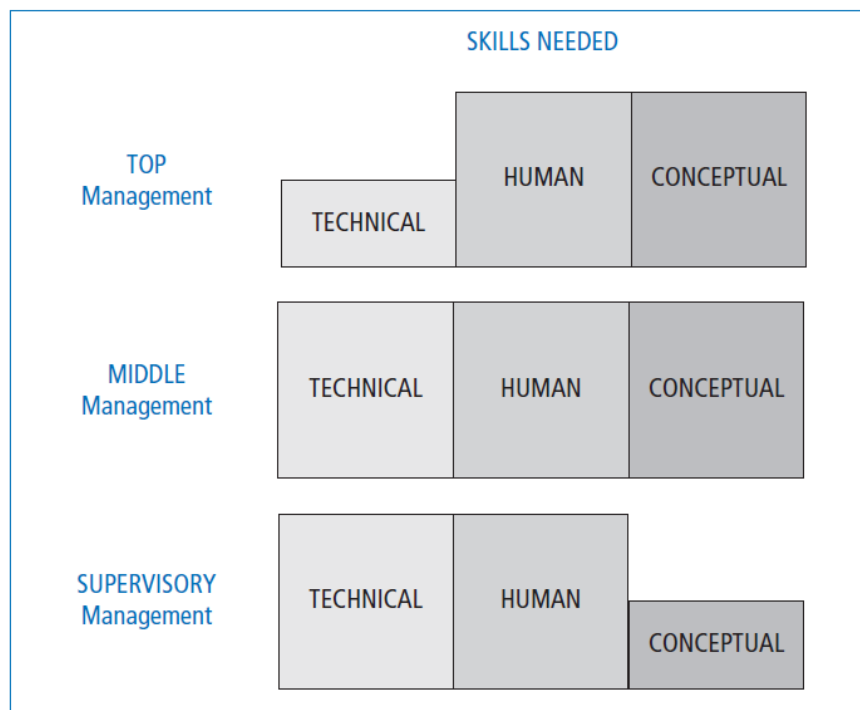 SKILLS NEEDED
TOP
Management
TECHNICAL
HUMAN
CONCEPTUAL
MIDDLE
Management
TECHNICAL
HUMAN
CONCEPTUAL
SUPERVISORY
Management
TECHNICAL
HUMAN
CONCEPTUAL